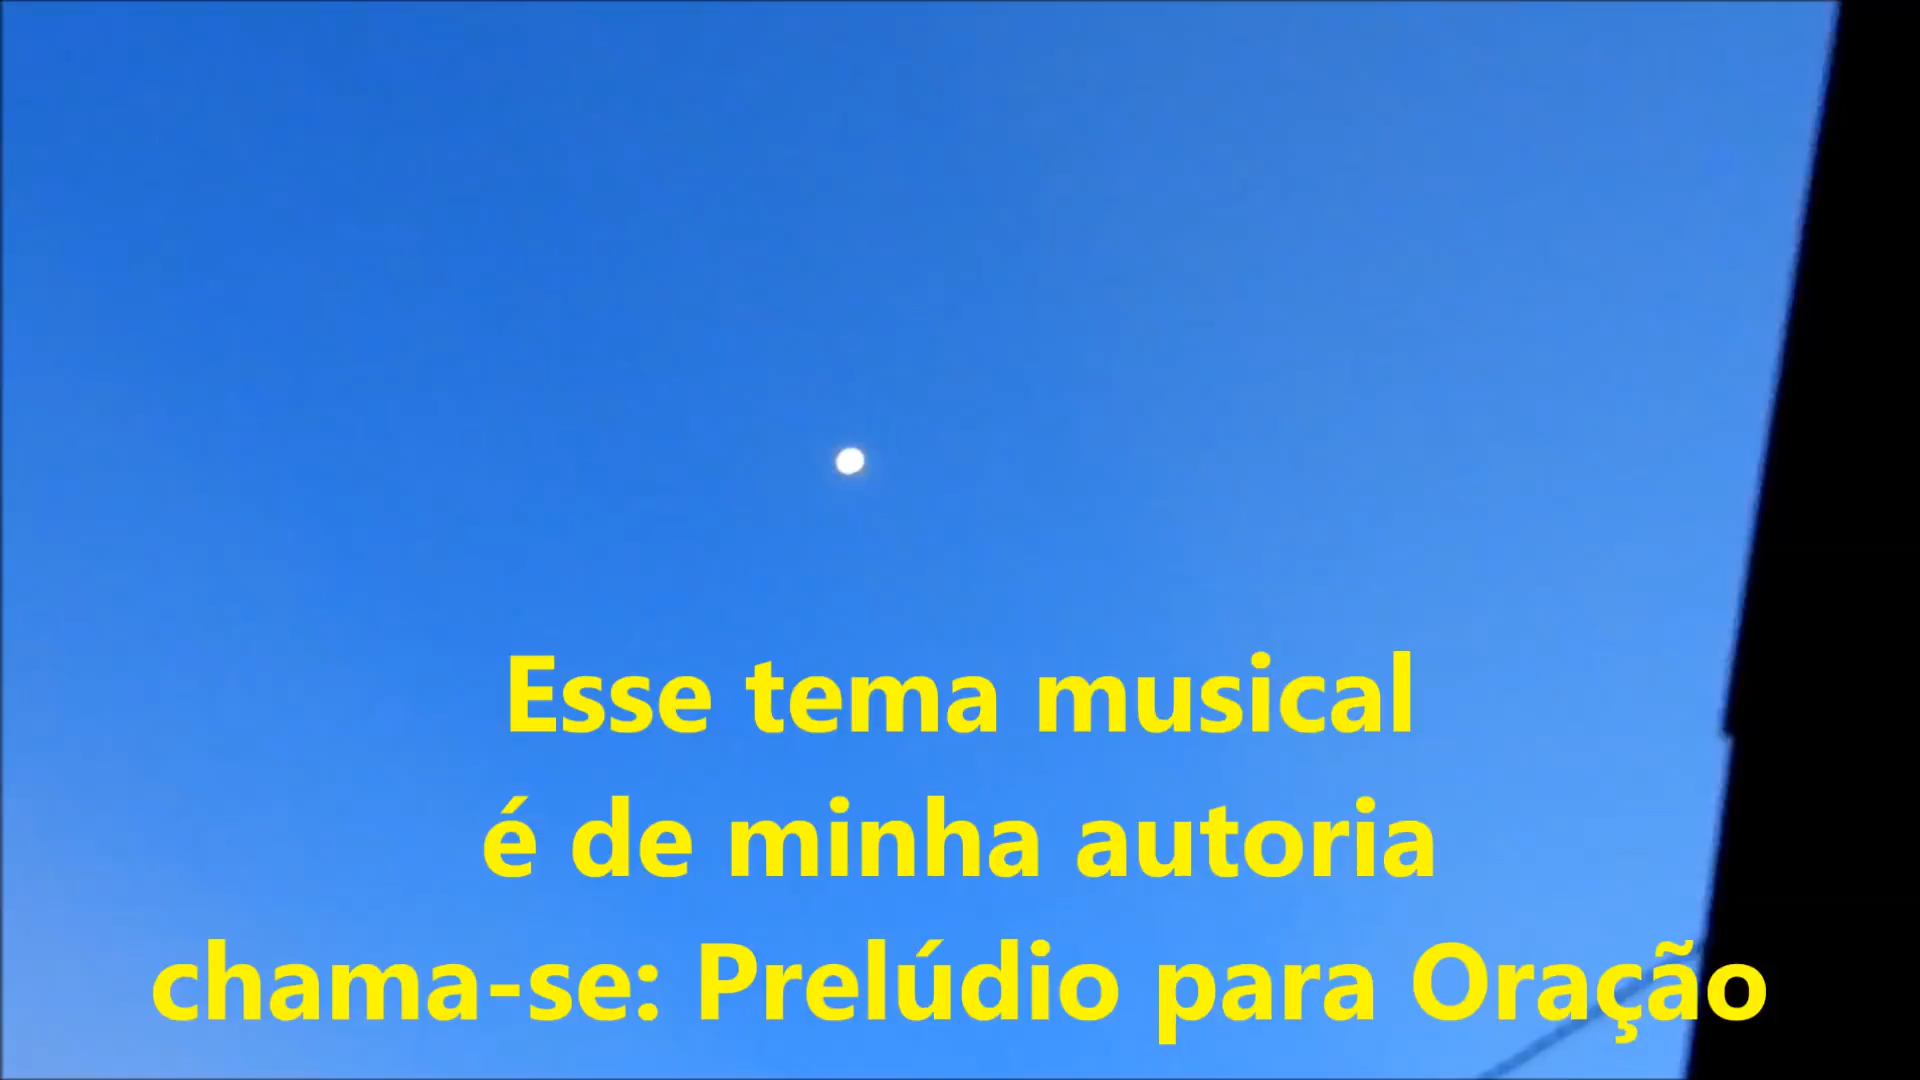 Esse tema musical
é de minha autoria
chama-se: Prelúdio para Oração